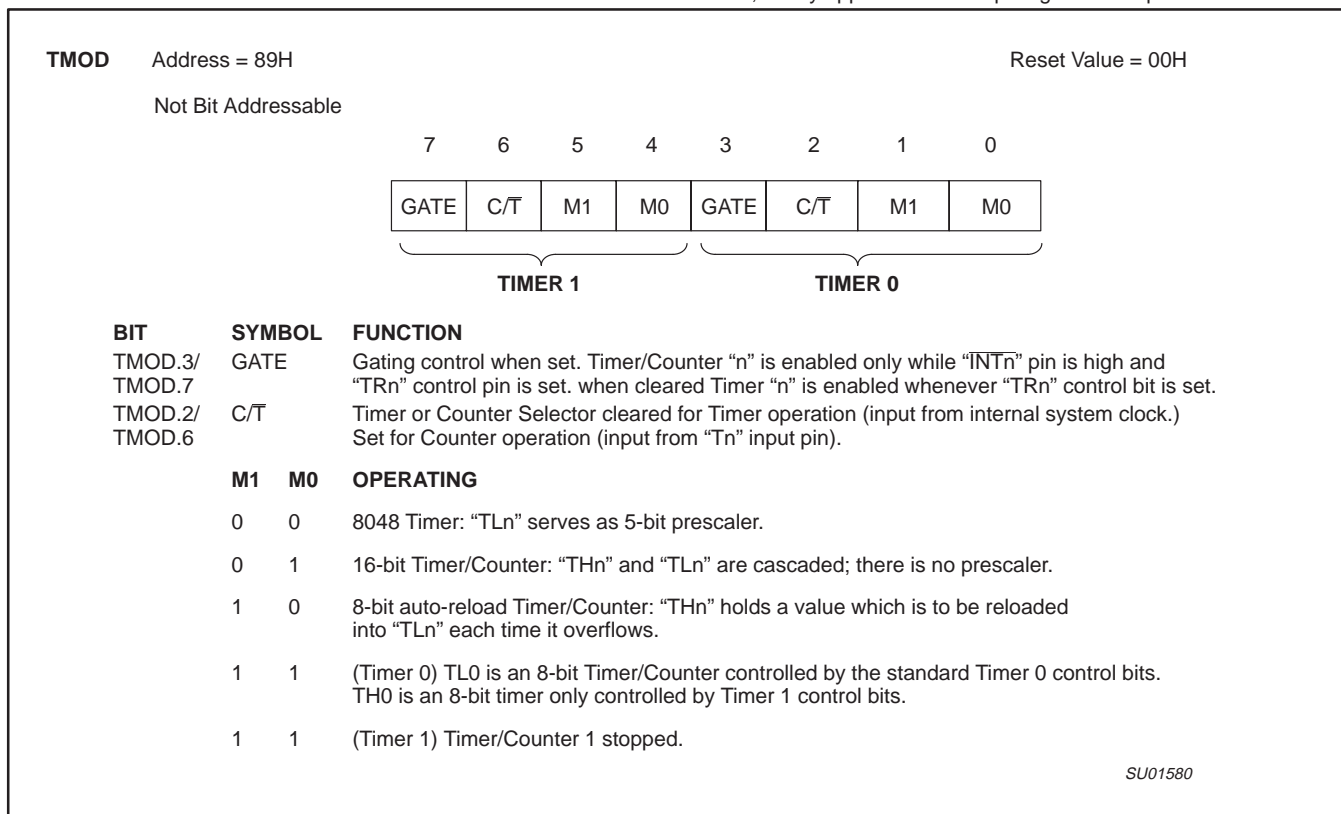 TMOD Address = 89H Reset Value = 00H
Not Bit Addressable
7 6 5 4 3 2 1 0
GATE C/T̅ M1 M0 GATE C/T̅ M1 M0
TIMER 1 TIMER 0
BIT SYMBOL FUNCTION
TMOD.3/ GATE Gating control when set. Timer/Counter “n” is enabled only while “I̅N̅T̅n̅” pin is high and
TMOD.7 “TRn” control pin is set. when cleared Timer “n” is enabled whenever “TRn” control bit is set.
TMOD.2/ C/T̅ Timer or Counter Selector cleared for Timer operation (input from internal system clock.)
TMOD.6 Set for Counter operation (input from “Tn” input pin).
M1 M0 OPERATING
0 0 8048 Timer: “TLn” serves as 5-bit prescaler.
0 1 16-bit Timer/Counter: “THn” and “TLn” are cascaded; there is no prescaler.
1 0 8-bit auto-reload Timer/Counter: “THn” holds a value which is to be reloaded
into “TLn” each time it overflows.
1 1 (Timer 0) TL0 is an 8-bit Timer/Counter controlled by the standard Timer 0 control bits.
TH0 is an 8-bit timer only controlled by Timer 1 control bits.
1 1 (Timer 1) Timer/Counter 1 stopped.
SU01580